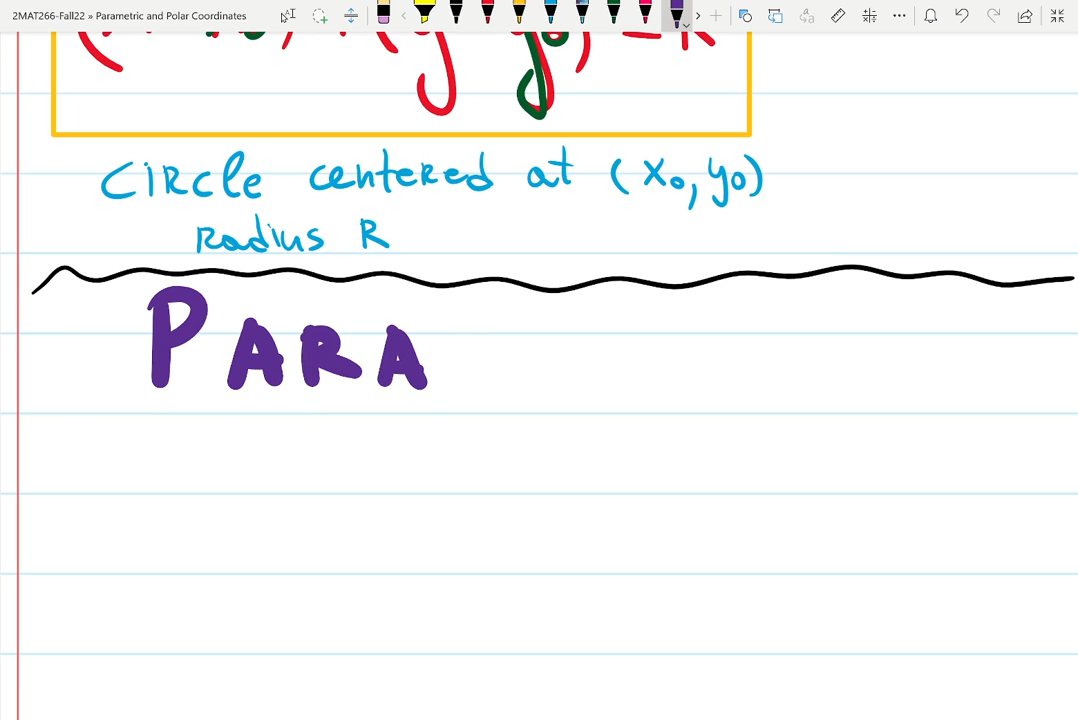 2MAT266-Fall22 » Parametric and Polar Coordinates
CIRCLE centered at (x₀, y₀)
Radius R
PARA